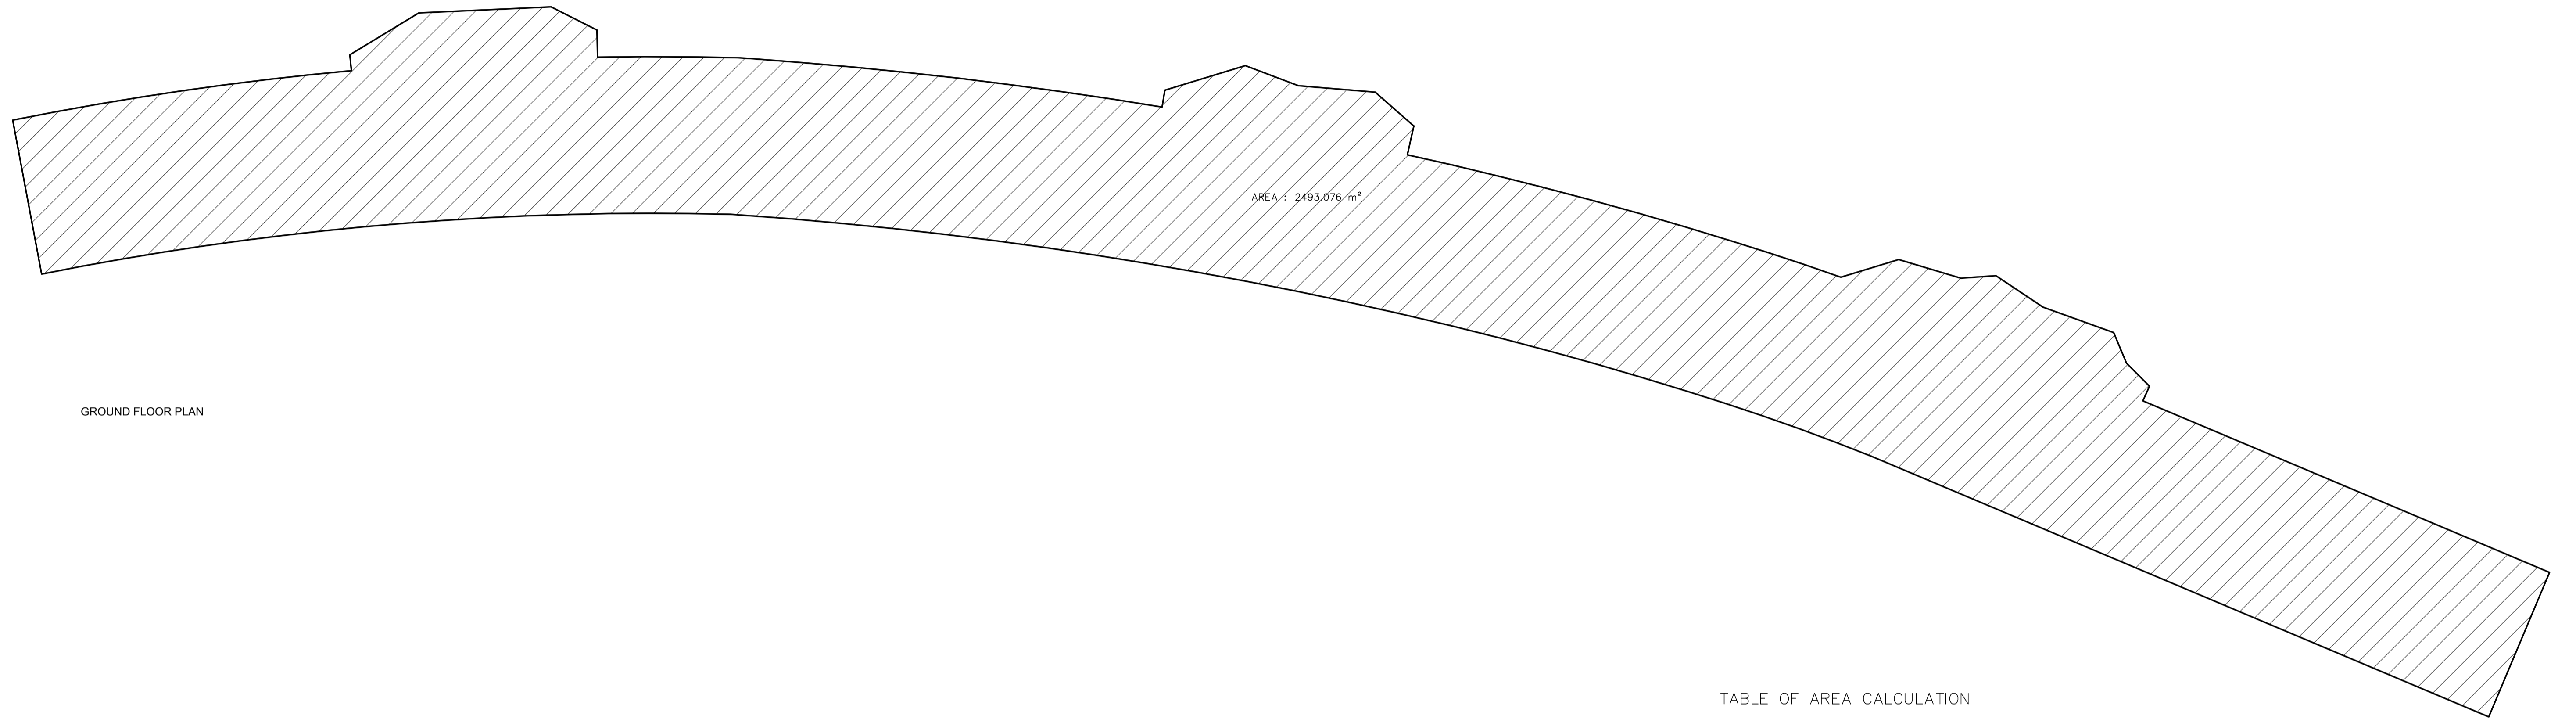 AREA : 2493.076 m²
GROUND FLOOR PLAN
TABLE OF AREA CALCULATION